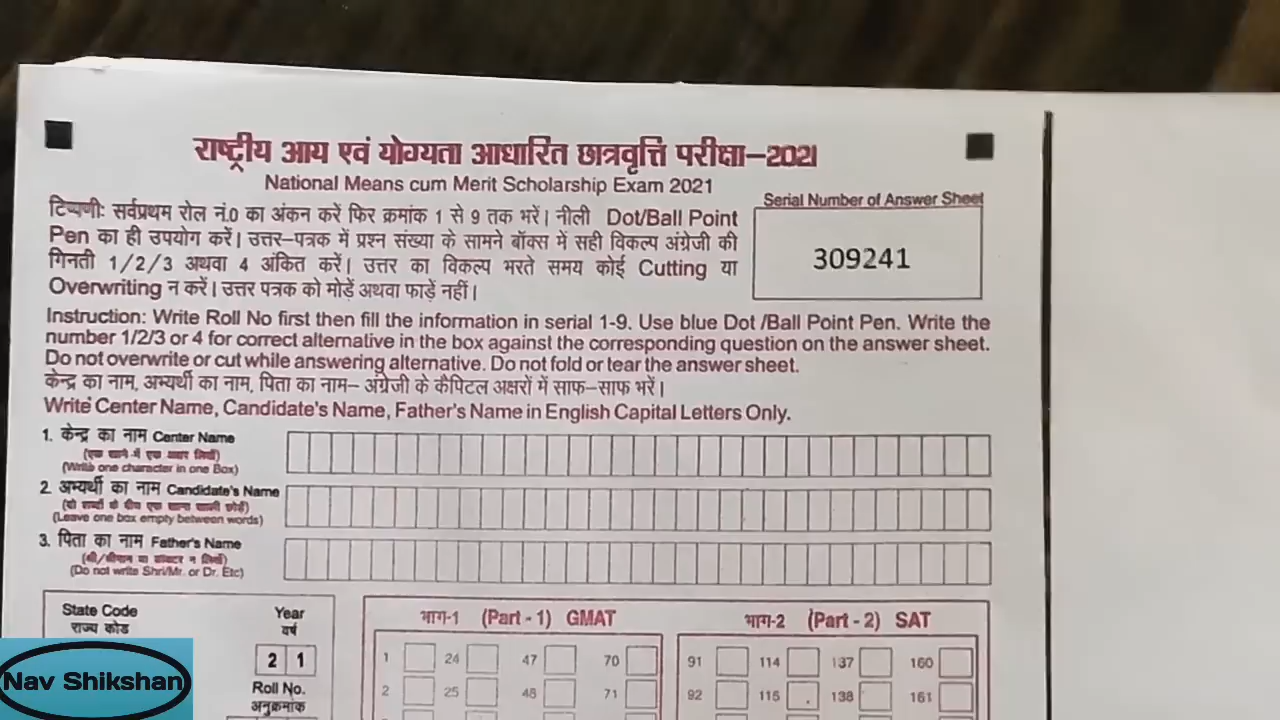 राष्ट्रीय आय एवं योग्यता आधारित छात्रवृत्ति परीक्षा–2021
National Means cum Merit Scholarship Exam 2021
Serial Number of Answer Sheet
309241
टिप्पणी: सर्वप्रथम रोल नं0 का अंकन करें फिर क्रमांक 1 से 9 तक भरें। नीली Dot/Ball Point
Pen का ही उपयोग करें। उत्तर–पत्रक में प्रश्न संख्या के सामने बॉक्स में सही विकल्प अंग्रेजी की
गिनती 1/2/3 अथवा 4 अंकित करें। उत्तर का विकल्प भरते समय कोई Cutting या
Overwriting न करें। उत्तर पत्रक को मोड़ें अथवा फाड़ें नहीं।
Instruction: Write Roll No first then fill the information in serial 1-9. Use blue Dot /Ball Point Pen. Write the
number 1/2/3 or 4 for correct alternative in the box against the corresponding question on the answer sheet.
Do not overwrite or cut while answering alternative. Do not fold or tear the answer sheet.
केन्द्र का नाम, अभ्यर्थी का नाम, पिता का नाम– अंग्रेजी के कैपिटल अक्षरों में साफ–साफ भरें।
Write Center Name, Candidate's Name, Father's Name in English Capital Letters Only.
1. केन्द्र का नाम Center Name
(एक खाने में एक अक्षर लिखें)
(Write one character in one Box)
2. अभ्यर्थी का नाम Candidate's Name
(दो शब्दों के बीच एक खाना खाली छोड़ें)
(Leave one box empty between words)
3. पिता का नाम Father's Name
(श्री/श्रीमान या डॉक्टर न लिखें)
(Do not write Shri/Mr. or Dr. Etc)
State Code
राज्य कोड
Year
वर्ष
2 1
Roll No.
अनुक्रमांक
भाग-1 (Part - 1) GMAT
1 24 47 70
2 25 48 71
भाग-2 (Part - 2) SAT
91 114 137 160
92 115 138 161
Nav Shikshan